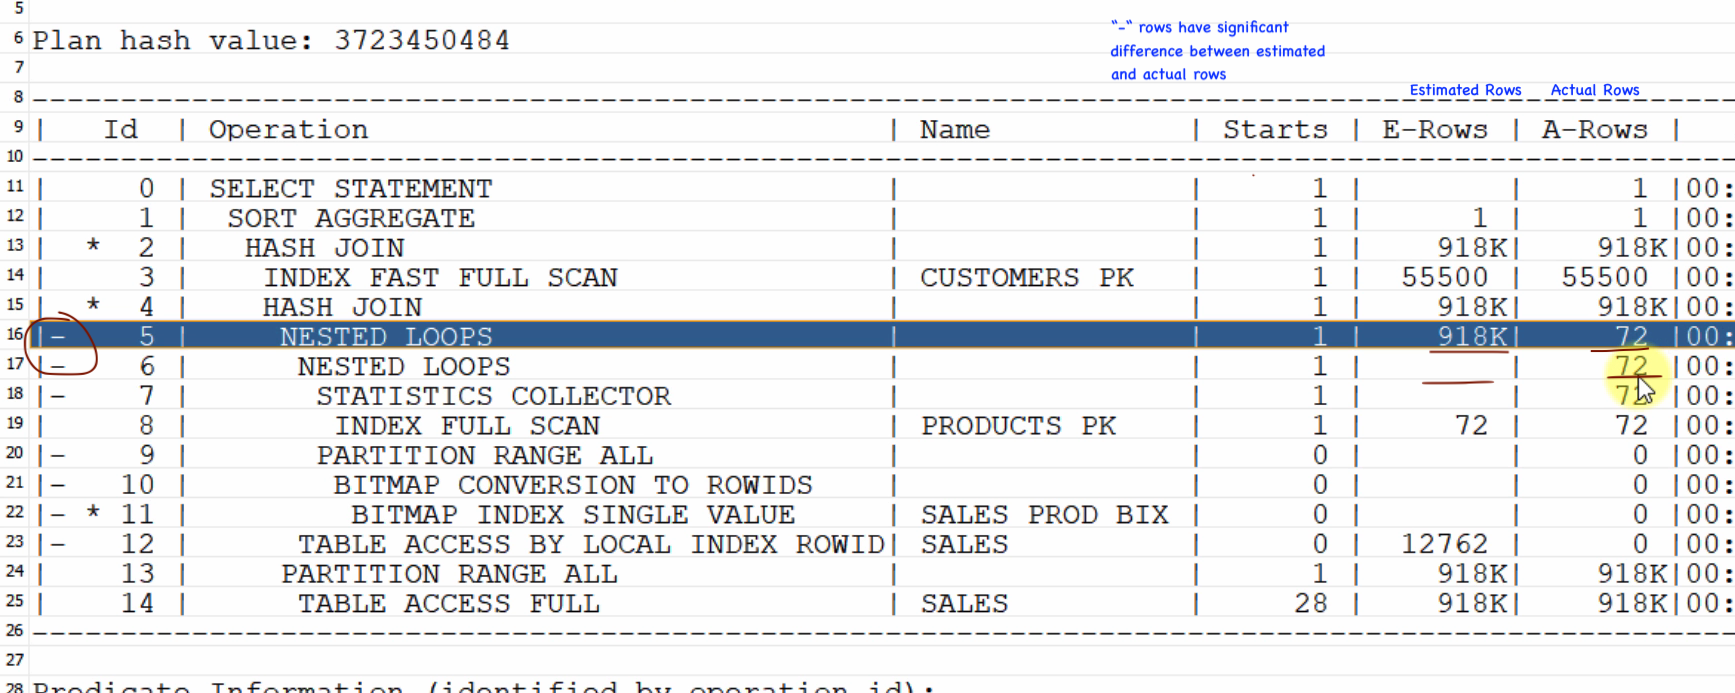 5
"-" rows have significant
6 Plan hash value: 3723450484
difference between estimated
7
and actual rows
Estimated Rows Actual Rows
8 --------------------------------------------------------------------------------
9 | Id | Operation | Name | Starts | E-Rows | A-Rows |
10 --------------------------------------------------------------------------------
11 | 0 | SELECT STATEMENT | | 1 | | 1 |00:
12 | 1 | SORT AGGREGATE | | 1 | 1 | 1 |00:
13 | * 2 | HASH JOIN | | 1 | 918K| 918K|00:
14 | 3 | INDEX FAST FULL SCAN | CUSTOMERS PK | 1 | 55500 | 55500 |00:
15 | * 4 | HASH JOIN | | 1 | 918K| 918K|00:
16 |- 5 | NESTED LOOPS | | 1 | 918K| 72 |00:
17 |- 6 | NESTED LOOPS | | 1 | | 72 |00:
18 |- 7 | STATISTICS COLLECTOR | | 1 | | 72 |00:
19 | 8 | INDEX FULL SCAN | PRODUCTS PK | 1 | 72 | 72 |00:
20 |- 9 | PARTITION RANGE ALL | | 0 | | 0 |00:
21 |- 10 | BITMAP CONVERSION TO ROWIDS | | 0 | | 0 |00:
22 |- * 11 | BITMAP INDEX SINGLE VALUE | SALES PROD BIX | 0 | | 0 |00:
23 |- 12 | TABLE ACCESS BY LOCAL INDEX ROWID| SALES | 0 | 12762 | 0 |00:
24 | 13 | PARTITION RANGE ALL | | 1 | 918K| 918K|00:
25 | 14 | TABLE ACCESS FULL | SALES | 28 | 918K| 918K|00:
26 --------------------------------------------------------------------------------
27
28 Predicate Information (identified by operation id):